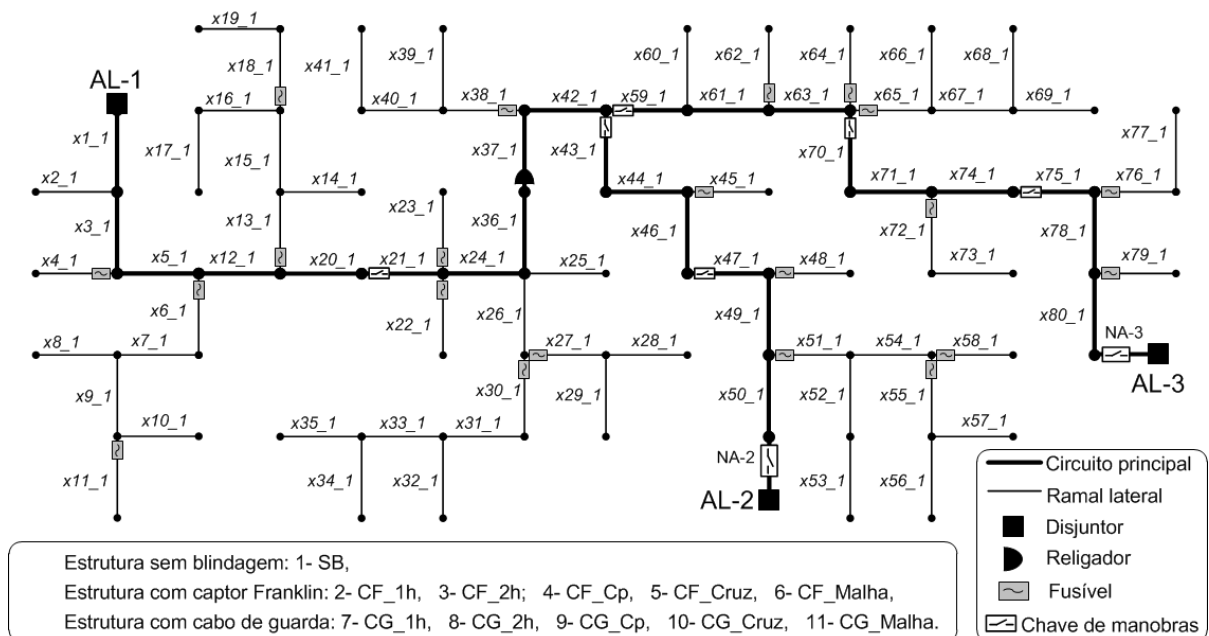 x19_1 x39_1 x60_1 x62_1 x64_1 x66_1 x68_1
AL-1 x18_1 x41_1
x16_1 x40_1 x38_1 x42_1 x59_1 x61_1 x63_1 x65_1 x67_1 x69_1
x1_1 x37_1 x43_1 x70_1 x77_1
x17_1 x15_1
x2_1 x14_1 x44_1 x45_1 x71_1 x74_1 x75_1 x76_1
x3_1 x13_1 x23_1 x36_1 x46_1 x72_1 x78_1
x4_1 x5_1 x12_1 x20_1 x21_1 x24_1 x25_1 x47_1 x48_1 x73_1 x79_1
x6_1 x22_1 x26_1 x49_1 x80_1
x8_1 x7_1 x27_1 x28_1 x51_1 x54_1 x58_1 NA-3
AL-3
x9_1 x30_1 x29_1 x50_1 x52_1 x55_1
x10_1 x35_1 x33_1 x31_1 x57_1
NA-2
x11_1 x34_1 x32_1 x53_1 x56_1
AL-2
Circuito principal
Ramal lateral
Disjuntor
Religador
Fusível
Chave de manobras
Estrutura sem blindagem: 1- SB,
Estrutura com captor Franklin: 2- CF_1h, 3- CF_2h; 4- CF_Cp, 5- CF_Cruz, 6- CF_Malha,
Estrutura com cabo de guarda: 7- CG_1h, 8- CG_2h, 9- CG_Cp, 10- CG_Cruz, 11- CG_Malha.